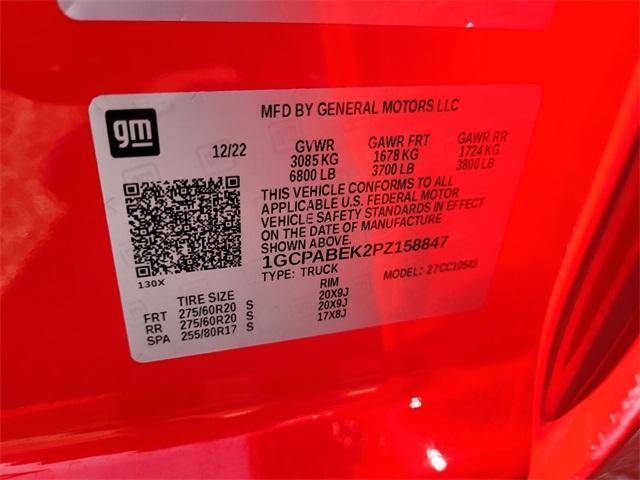 gm
MFD BY GENERAL MOTORS LLC
12/22 GVWR GAWR FRT GAWR RR
3085 KG 1678 KG 1724 KG
6800 LB 3700 LB 3800 LB
THIS VEHICLE CONFORMS TO ALL
APPLICABLE U.S. FEDERAL MOTOR
VEHICLE SAFETY STANDARDS IN EFFECT
ON THE DATE OF MANUFACTURE
SHOWN ABOVE.
1GCPABEK2PZ158847
TYPE: TRUCK MODEL: 27CC10543
130X
TIRE SIZE RIM
FRT 275/60R20 S 20X9J
RR 275/60R20 S 20X9J
SPA 255/80R17 S 17X8J